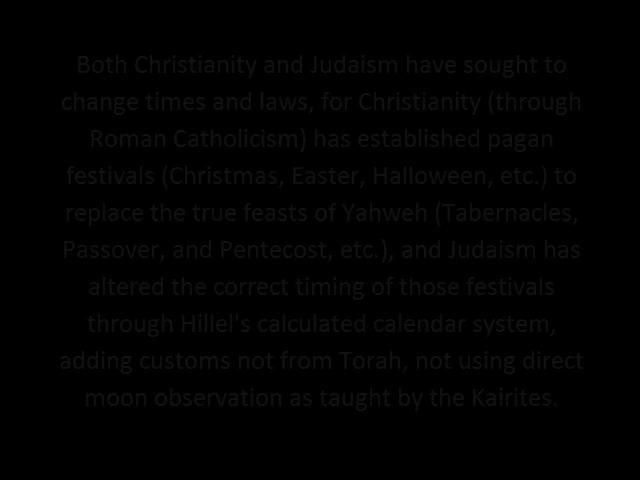 Both Christianity and Judaism have sought to
change times and laws, for Christianity (through
Roman Catholicism) has established pagan
festivals (Christmas, Easter, Halloween, etc.) to
replace the true feasts of Yahweh (Tabernacles,
Passover, and Pentecost, etc.), and Judaism has
altered the correct timing of those festivals
through Hillel's calculated calendar system,
adding customs not from Torah, not using direct
moon observation as taught by the Kairites.